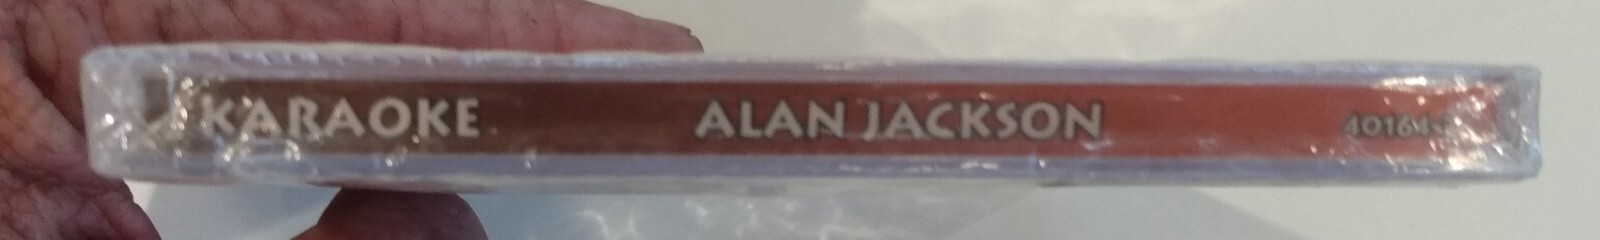 KARAOKE ALAN JACKSON 40164